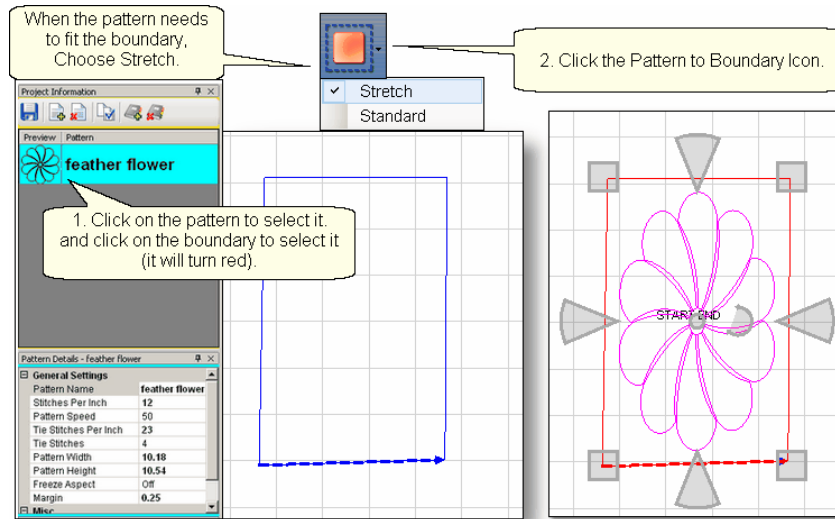 When the pattern needs
to fit the boundary,
Choose Stretch.
2. Click the Pattern to Boundary Icon.
Stretch
Standard
Project Information
Preview Pattern
feather flower
1. Click on the pattern to select it.
and click on the boundary to select it
(it will turn red).
Pattern Details - feather flower
General Settings
Pattern Name feather flower
Stitches Per Inch 12
Pattern Speed 50
Tie Stitches Per Inch 23
Tie Stitches 4
Pattern Width 10.18
Pattern Height 10.54
Freeze Aspect Off
Margin 0.25
Misc
START END